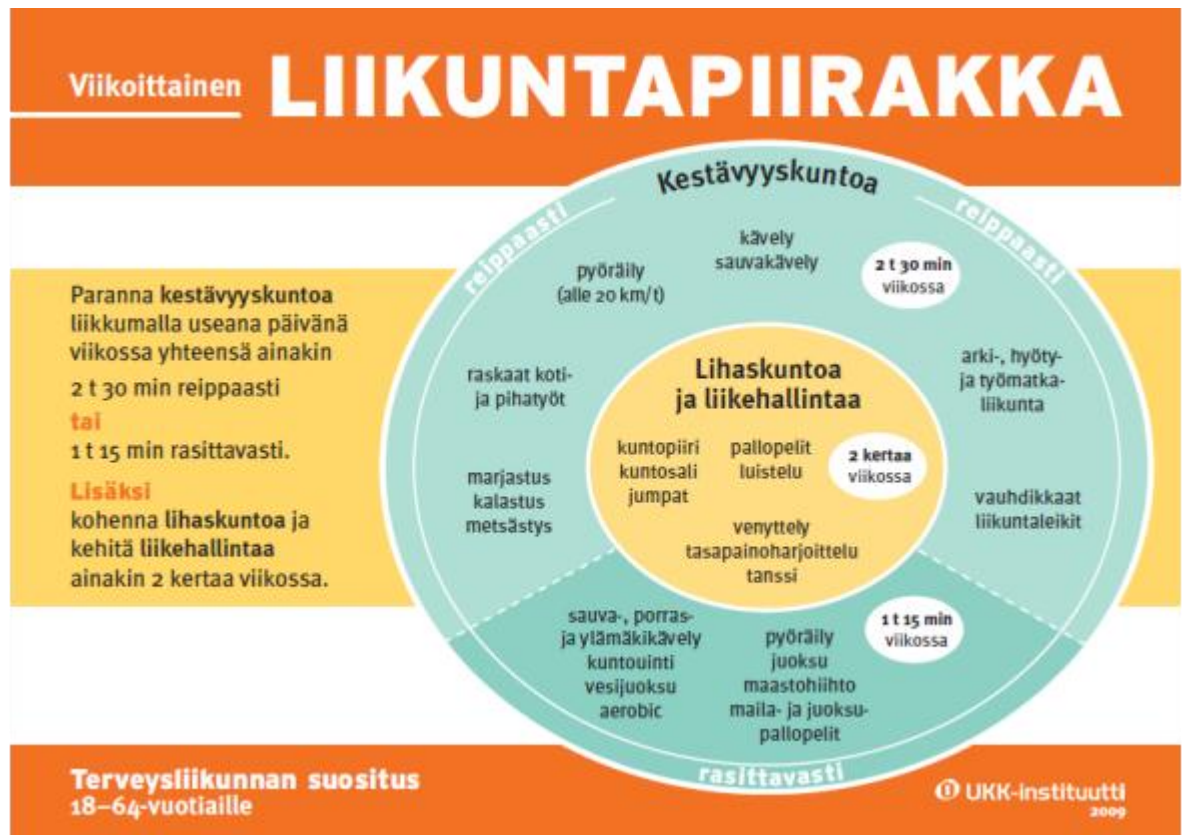 Viikoittainen LIIKUNTAPIIRAKKA
Paranna kestävyyskuntoa
liikkumalla useana päivänä
viikossa yhteensä ainakin
2 t 30 min reippaasti
tai
1 t 15 min rasittavasti.
Lisäksi
kohenna lihaskuntoa ja
kehitä liikehallintaa
ainakin 2 kertaa viikossa.
Kestävyyskuntoa
reippaasti
reippaasti
kävely
sauvakävely
2 t 30 min
viikossa
pyöräily
(alle 20 km/t)
raskaat koti-
ja pihatyöt
arki-, hyöty-
ja työmatka-
liikunta
marjastus
kalastus
metsästys
vauhdikkaat
liikuntaleikit
Lihaskuntoa
ja liikehallintaa
kuntopiiri
kuntosali
jumpat
pallopelit
luistelu
2 kertaa
viikossa
venyttely
tasapainoharjoittelu
tanssi
sauva-, porras-
ja ylämäkikävely
kuntouinti
vesijuoksu
aerobic
pyöräily
juoksu
maastohiihto
maila- ja juoksu-
pallopelit
1 t 15 min
viikossa
rasittavasti
Terveysliikunnan suositus
18–64-vuotiaille
UKK-instituutti
2009